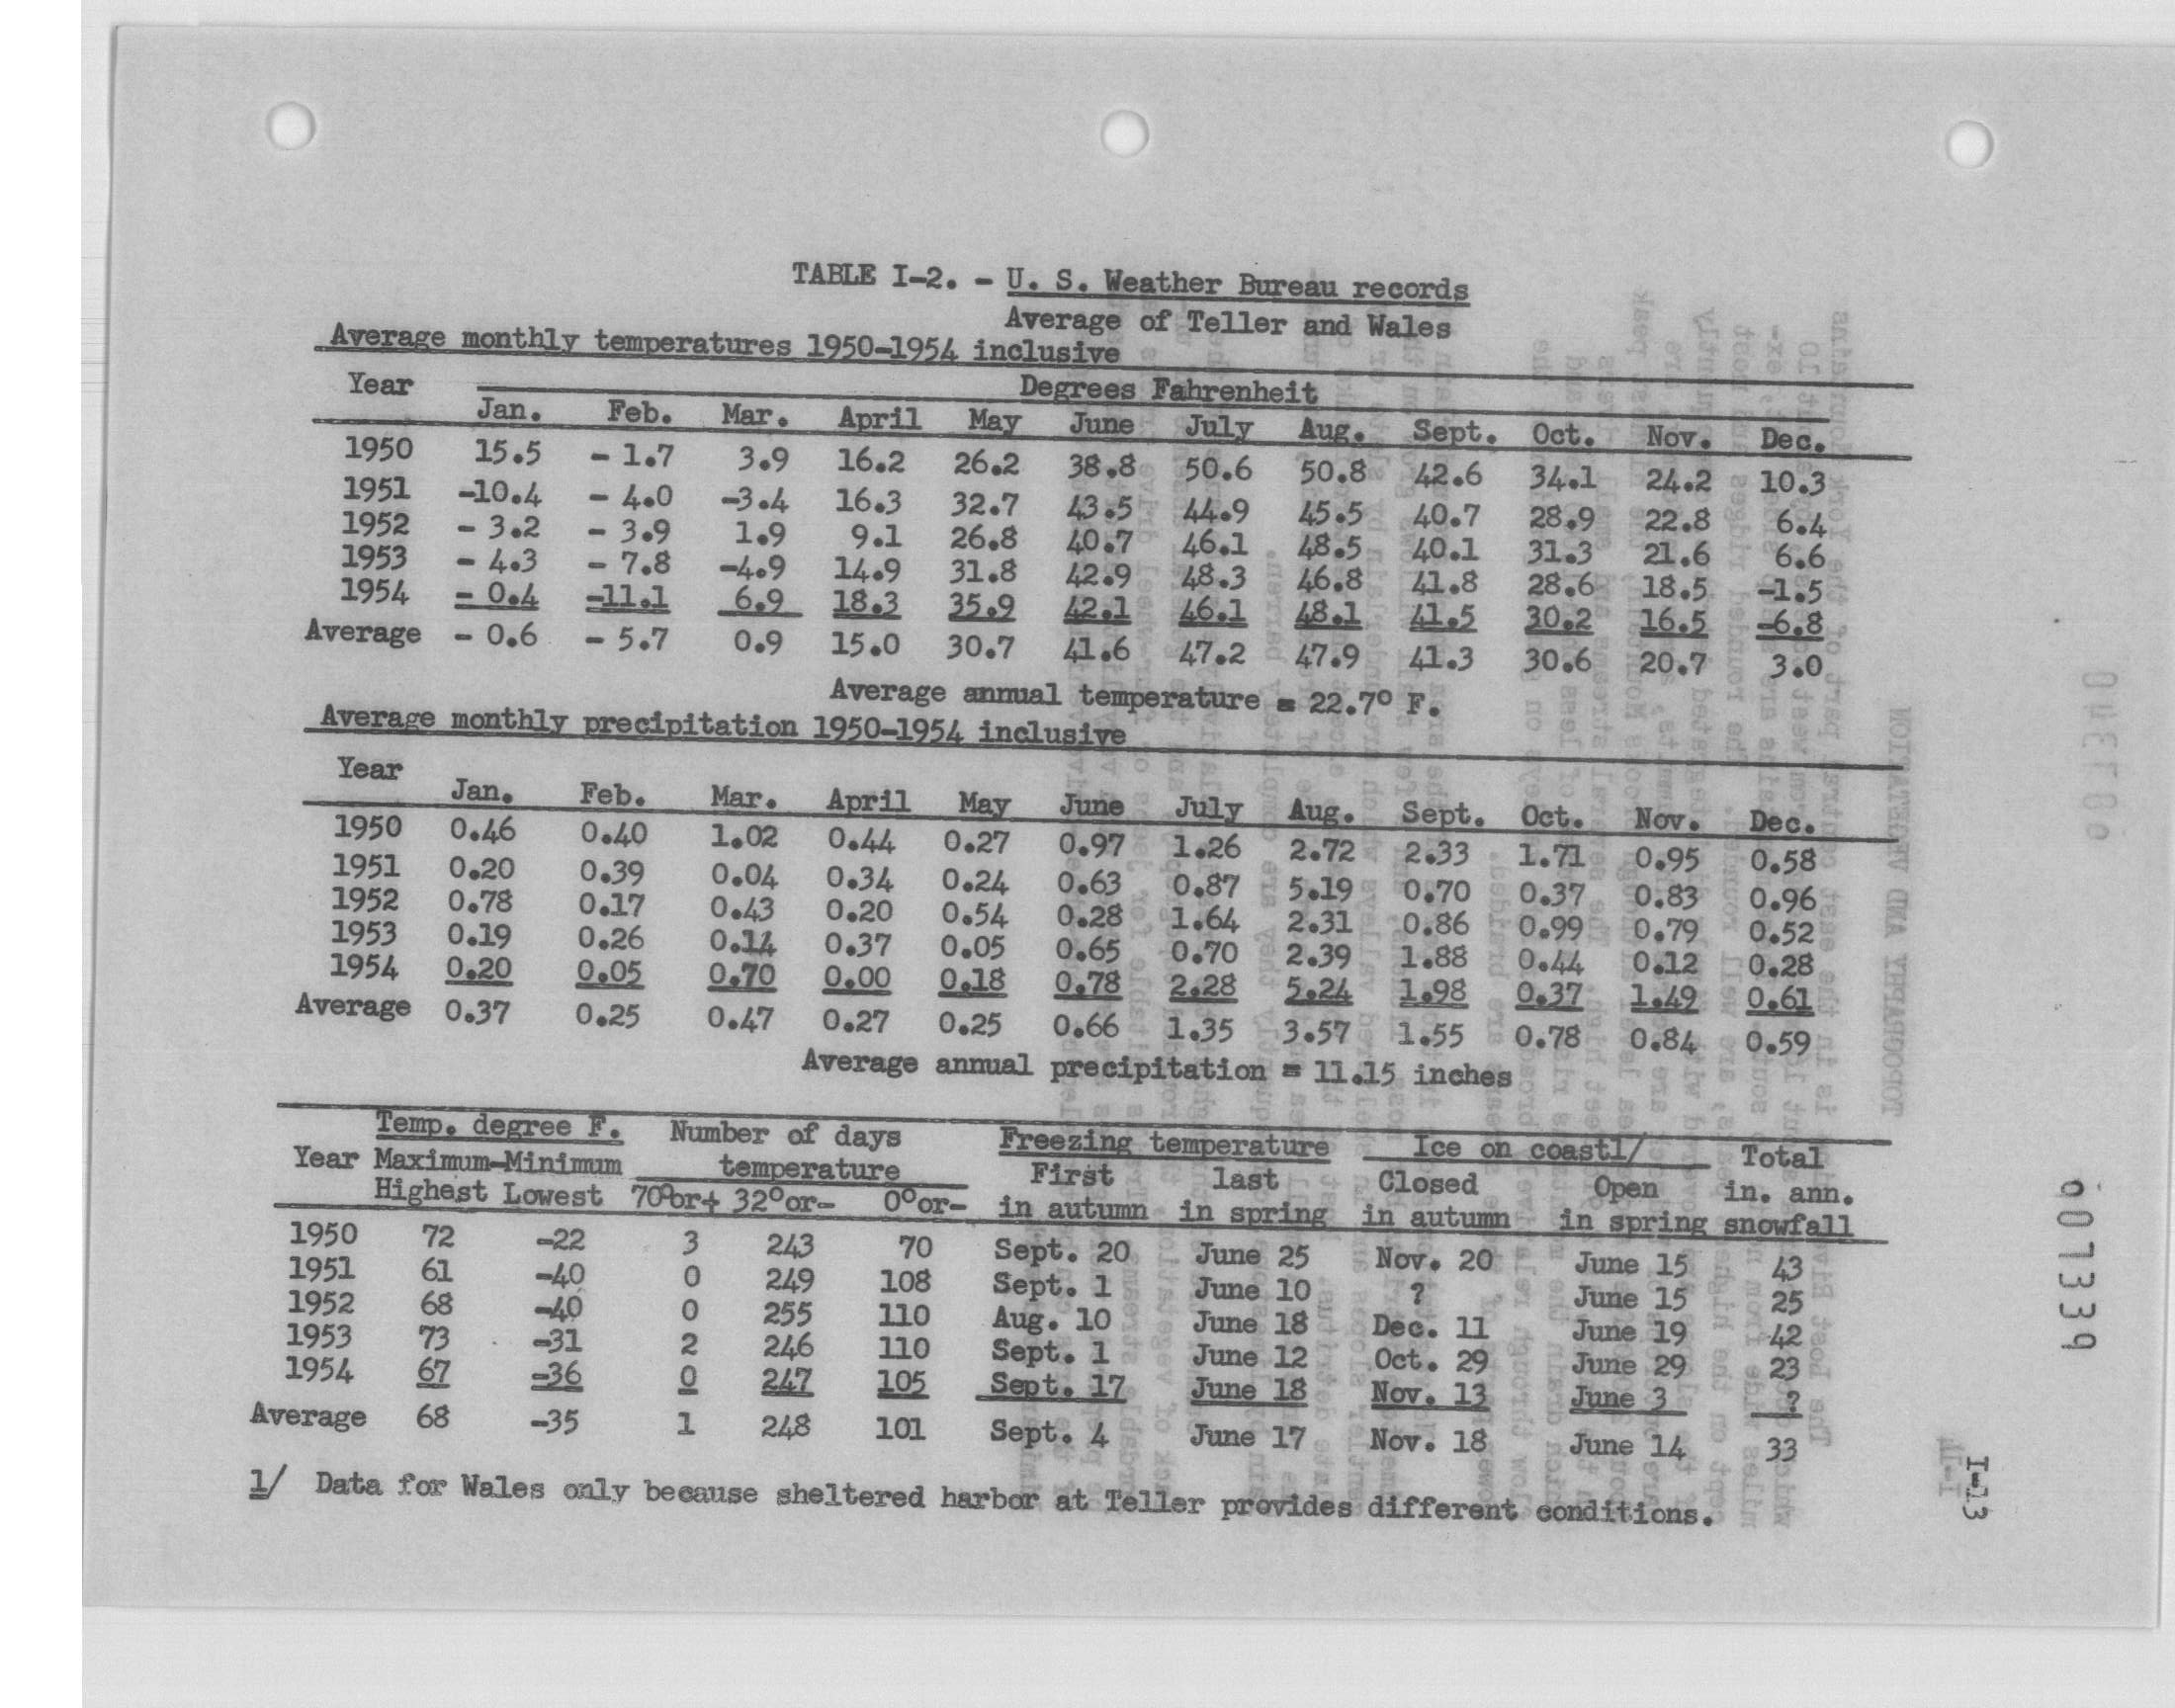 TABLE I-2. - U. S. Weather Bureau records
Average of Teller and Wales
Average monthly temperatures 1950-1954 inclusive
Year Degrees Fahrenheit
Jan. Feb. Mar. April May June July Aug. Sept. Oct. Nov. Dec.
1950 15.5 - 1.7 3.9 16.2 26.2 38.8 50.6 50.8 42.6 34.1 24.2 10.3
1951 -10.4 - 4.0 -3.4 16.3 32.7 43.5 44.9 45.5 40.7 28.9 22.8 6.4
1952 - 3.2 - 3.9 1.9 9.1 26.8 40.7 46.1 48.5 40.1 31.3 21.6 6.6
1953 - 4.3 - 7.8 -4.9 14.9 31.8 42.9 48.3 46.8 41.8 28.6 18.5 -1.5
1954 - 0.4 -11.1 6.9 18.3 35.9 42.1 46.1 48.1 41.5 30.2 16.5 -6.8
Average - 0.6 - 5.7 0.9 15.0 30.7 41.6 47.2 47.9 41.3 30.6 20.7 3.0
Average annual temperature = 22.7° F.
Average monthly precipitation 1950-1954 inclusive
Year
Jan. Feb. Mar. April May June July Aug. Sept. Oct. Nov. Dec.
1950 0.46 0.40 1.02 0.44 0.27 0.97 1.26 2.72 2.33 1.71 0.95 0.58
1951 0.20 0.39 0.04 0.34 0.24 0.63 0.87 5.19 0.70 0.37 0.83 0.96
1952 0.78 0.17 0.43 0.20 0.54 0.28 1.64 2.31 0.86 0.99 0.79 0.52
1953 0.19 0.26 0.14 0.37 0.05 0.65 0.70 2.39 1.88 0.44 0.12 0.28
1954 0.20 0.05 0.70 0.00 0.18 0.78 2.28 5.24 1.98 0.37 1.49 0.61
Average 0.37 0.25 0.47 0.27 0.25 0.66 1.35 3.57 1.55 0.78 0.84 0.59
Average annual precipitation = 11.15 inches
Temp. degree F. Number of days Freezing temperature Ice on coast1/ Total
Year Maximum-Minimum temperature First last Closed Open in. ann.
Highest Lowest 70°or+ 32°or- 0°or- in autumn in spring in autumn in spring snowfall
1950 72 -22 3 243 70 Sept. 20 June 25 Nov. 20 June 15 43
1951 61 -40 0 249 108 Sept. 1 June 10 ? June 15 25
1952 68 -40 0 255 110 Aug. 10 June 18 Dec. 11 June 19 42
1953 73 -31 2 246 110 Sept. 1 June 12 Oct. 29 June 29 23
1954 67 -36 0 247 105 Sept. 17 June 18 Nov. 13 June 3 ?
Average 68 -35 1 248 101 Sept. 4 June 17 Nov. 18 June 14 33
1/ Data for Wales only because sheltered harbor at Teller provides different conditions.
I-13
607339